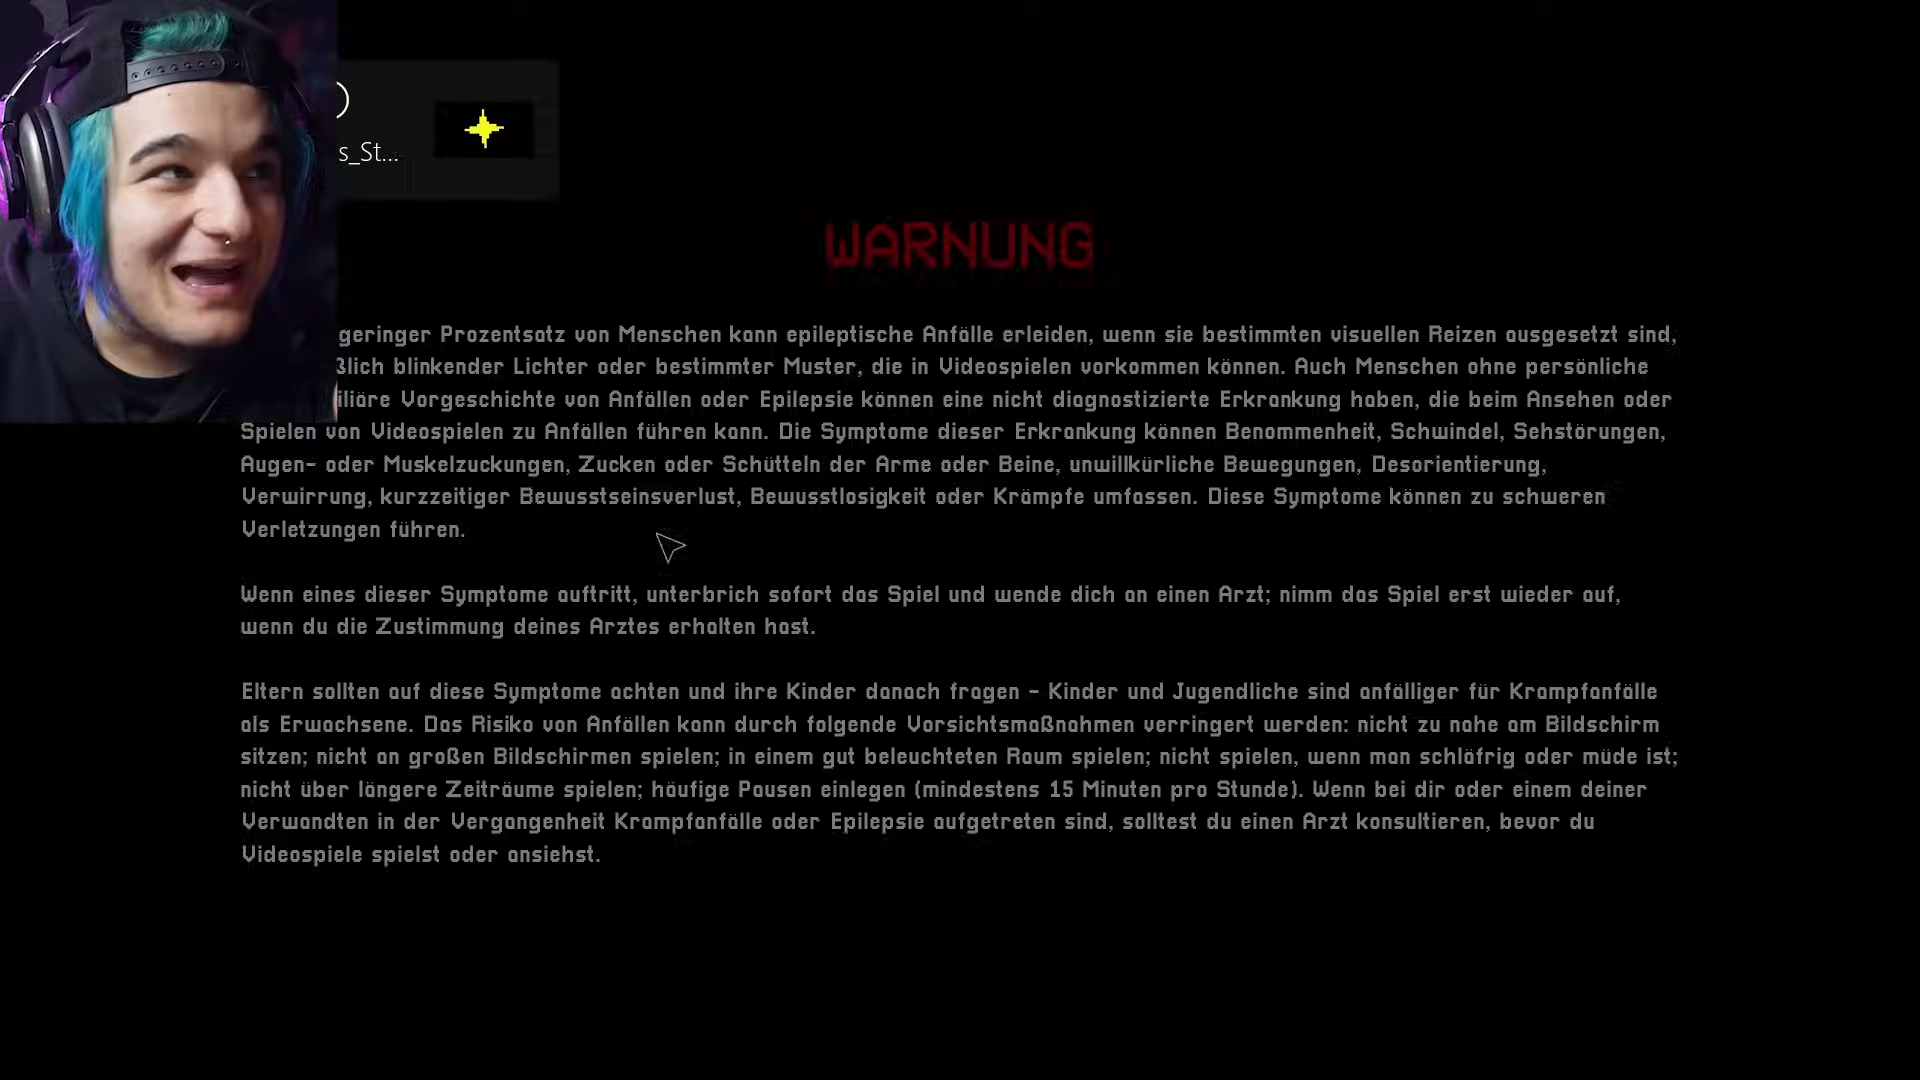 s_St...
WARNUNG
geringer Prozentsatz von Menschen kann epileptische Anfälle erleiden, wenn sie bestimmten visuellen Reizen ausgesetzt sind,
ßlich blinkender Lichter oder bestimmter Muster, die in Videospielen vorkommen können. Auch Menschen ohne persönliche
iliäre Vorgeschichte von Anfällen oder Epilepsie können eine nicht diagnostizierte Erkrankung haben, die beim Ansehen oder
Spielen von Videospielen zu Anfällen führen kann. Die Symptome dieser Erkrankung können Benommenheit, Schwindel, Sehstörungen,
Augen- oder Muskelzuckungen, Zucken oder Schütteln der Arme oder Beine, unwillkürliche Bewegungen, Desorientierung,
Verwirrung, kurzzeitiger Bewusstseinsverlust, Bewusstlosigkeit oder Krämpfe umfassen. Diese Symptome können zu schweren
Verletzungen führen.
Wenn eines dieser Symptome auftritt, unterbrich sofort das Spiel und wende dich an einen Arzt; nimm das Spiel erst wieder auf,
wenn du die Zustimmung deines Arztes erhalten hast.
Eltern sollten auf diese Symptome achten und ihre Kinder danach fragen - Kinder und Jugendliche sind anfälliger für Krampfanfälle
als Erwachsene. Das Risiko von Anfällen kann durch folgende Vorsichtsmaßnahmen verringert werden: nicht zu nahe am Bildschirm
sitzen; nicht an großen Bildschirmen spielen; in einem gut beleuchteten Raum spielen; nicht spielen, wenn man schläfrig oder müde ist;
nicht über längere Zeiträume spielen; häufige Pausen einlegen (mindestens 15 Minuten pro Stunde). Wenn bei dir oder einem deiner
Verwandten in der Vergangenheit Krampfanfälle oder Epilepsie aufgetreten sind, solltest du einen Arzt konsultieren, bevor du
Videospiele spielst oder ansiehst.